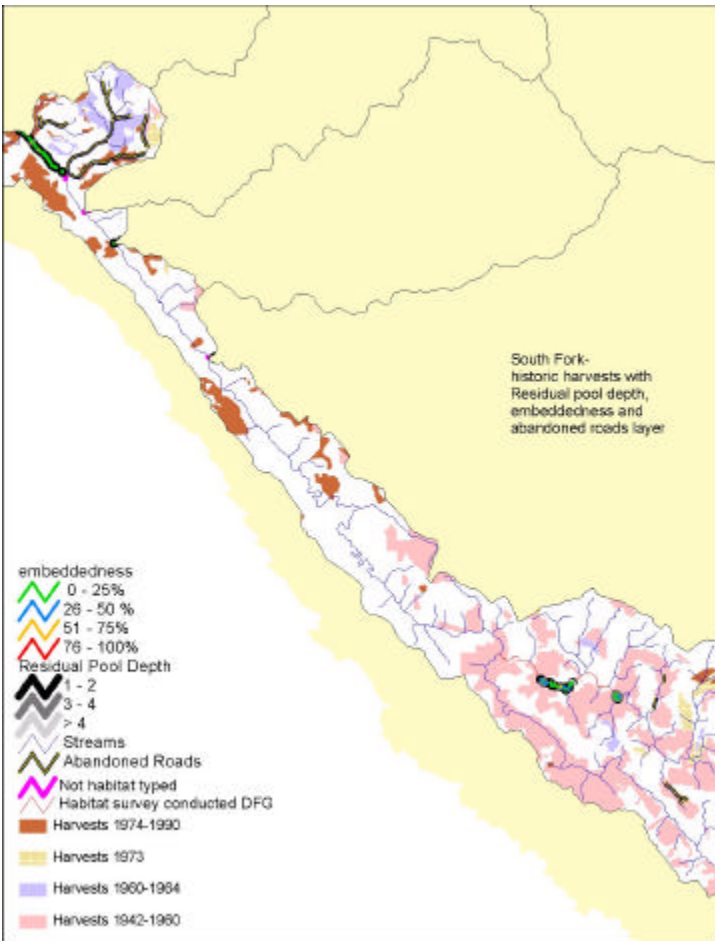 South Fork-
historic harvests with
Residual pool depth,
embeddedness and
abandoned roads layer
embeddedness
0 - 25%
26 - 50 %
51 - 75%
76 - 100%
Residual Pool Depth
1 - 2
3 - 4
> 4
Streams
Abandoned Roads
Not habitat typed
Habitat survey conducted DFG
Harvests 1974-1990
Harvests 1973
Harvests 1960-1964
Harvests 1942-1960